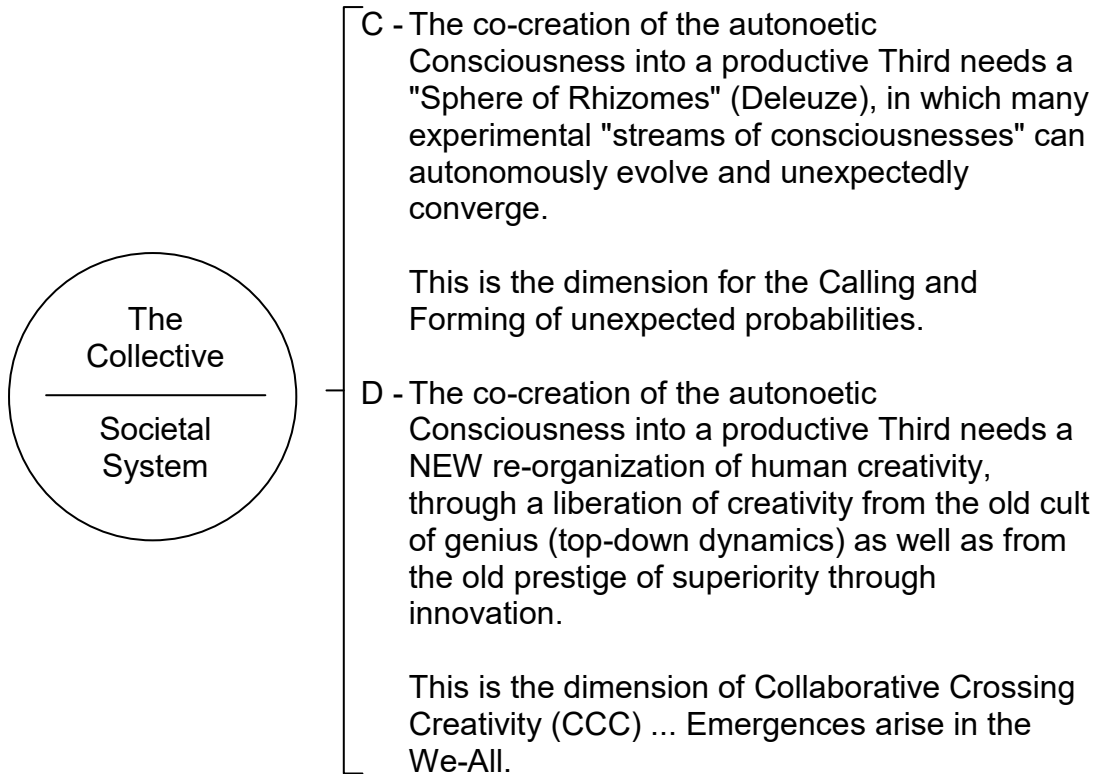 The
Collective
Societal
System
C - The co-creation of the autonoetic
Consciousness into a productive Third needs a
"Sphere of Rhizomes" (Deleuze), in which many
experimental "streams of consciousnesses" can
autonomously evolve and unexpectedly
converge.
This is the dimension for the Calling and
Forming of unexpected probabilities.
D - The co-creation of the autonoetic
Consciousness into a productive Third needs a
NEW re-organization of human creativity,
through a liberation of creativity from the old cult
of genius (top-down dynamics) as well as from
the old prestige of superiority through
innovation.
This is the dimension of Collaborative Crossing
Creativity (CCC) ... Emergences arise in the
We-All.